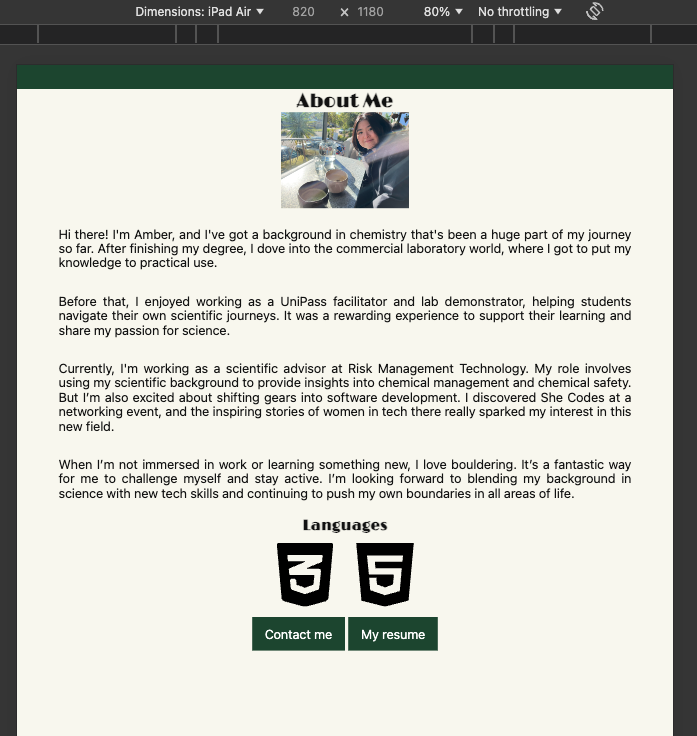 Dimensions: iPad Air ▼ 820 × 1180 80% ▼ No throttling ▼
About Me
Hi there! I'm Amber, and I've got a background in chemistry that's been a huge part of my journey
so far. After finishing my degree, I dove into the commercial laboratory world, where I got to put my
knowledge to practical use.
Before that, I enjoyed working as a UniPass facilitator and lab demonstrator, helping students
navigate their own scientific journeys. It was a rewarding experience to support their learning and
share my passion for science.
Currently, I'm working as a scientific advisor at Risk Management Technology. My role involves
using my scientific background to provide insights into chemical management and chemical safety.
But I’m also excited about shifting gears into software development. I discovered She Codes at a
networking event, and the inspiring stories of women in tech there really sparked my interest in this
new field.
When I’m not immersed in work or learning something new, I love bouldering. It’s a fantastic way
for me to challenge myself and stay active. I’m looking forward to blending my background in
science with new tech skills and continuing to push my own boundaries in all areas of life.
Languages
3 5
Contact me My resume